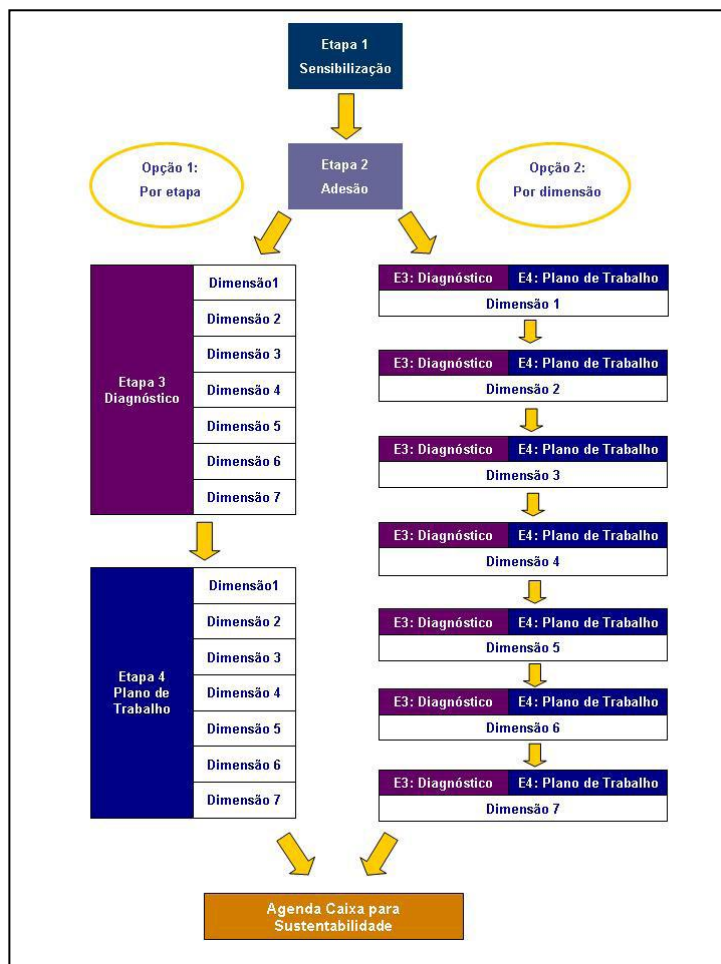 Etapa 1
Sensibilização
Opção 1:
Por etapa
Etapa 2
Adesão
Opção 2:
Por dimensão
Etapa 3
Diagnóstico
Dimensão1
Dimensão 2
Dimensão 3
Dimensão 4
Dimensão 5
Dimensão 6
Dimensão 7
Etapa 4
Plano de
Trabalho
Dimensão1
Dimensão 2
Dimensão 3
Dimensão 4
Dimensão 5
Dimensão 6
Dimensão 7
E3: Diagnóstico E4: Plano de Trabalho
Dimensão 1
E3: Diagnóstico E4: Plano de Trabalho
Dimensão 2
E3: Diagnóstico E4: Plano de Trabalho
Dimensão 3
E3: Diagnóstico E4: Plano de Trabalho
Dimensão 4
E3: Diagnóstico E4: Plano de Trabalho
Dimensão 5
E3: Diagnóstico E4: Plano de Trabalho
Dimensão 6
E3: Diagnóstico E4: Plano de Trabalho
Dimensão 7
Agenda Caixa para
Sustentabilidade